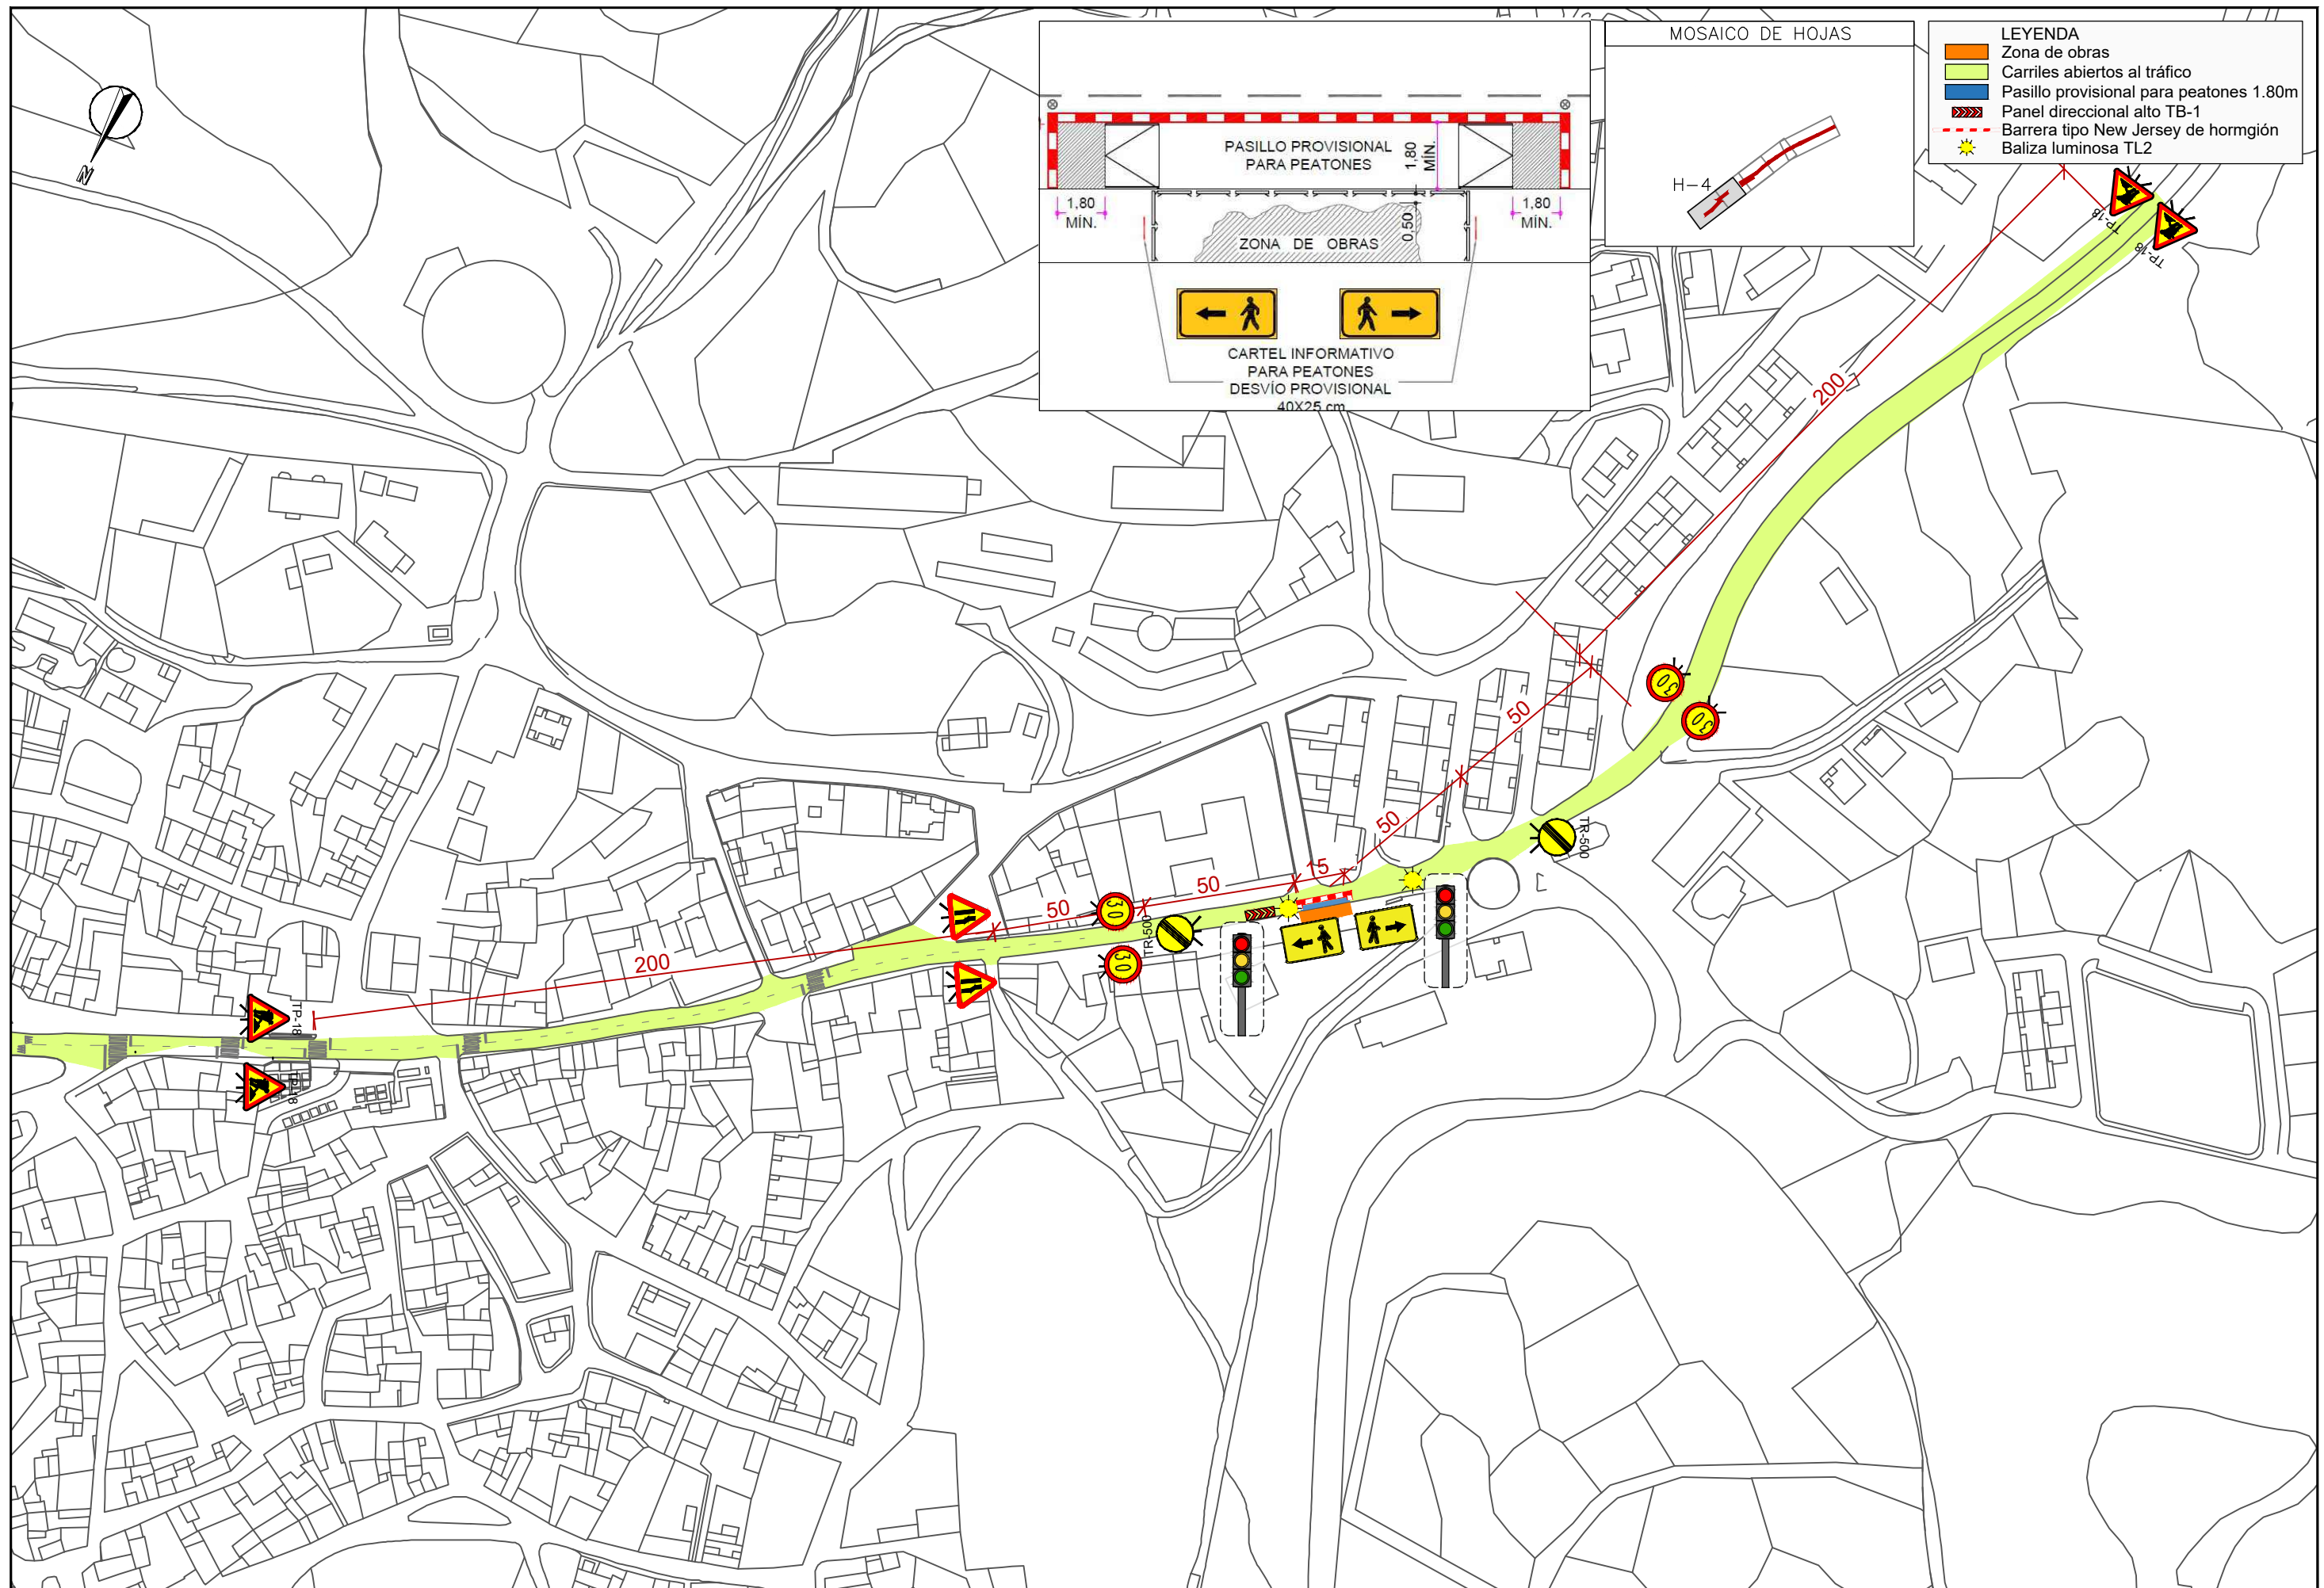 MOSAICO DE HOJAS
H-4
LEYENDA
Zona de obras
Carriles abiertos al tráfico
Pasillo provisional para peatones 1.80m
Panel direccional alto TB-1
Barrera tipo New Jersey de hormgión
Baliza luminosa TL2
N
PASILLO PROVISIONAL
PARA PEATONES
1,80
MÍN.
1,80
MÍN.
1,80
MÍN.
0,50
ZONA DE OBRAS
CARTEL INFORMATIVO
PARA PEATONES
DESVÍO PROVISIONAL
40X25 cm
TP-18
TP-18
200
30
30
50
50
15
TR-500
50
50
30
TR-500
30
200
TP-18
TP-18